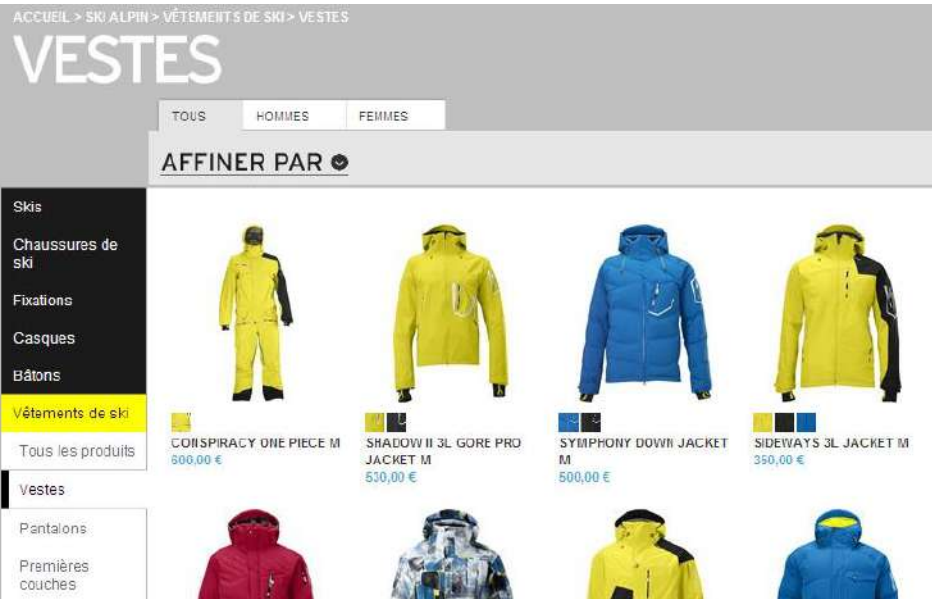 ACCUEIL > SKI ALPIN > VÊTEMENTS DE SKI > VESTES
VESTES
TOUS
HOMMES
FEMMES
AFFINER PAR
Skis
Chaussures de
ski
Fixations
Casques
Bâtons
Vêtements de ski
Tous les produits
Vestes
Pantalons
Premières
couches
CONSPIRACY ONE PIECE M
600,00 €
SHADOW II 3L GORE PRO
JACKET M
530,00 €
SYMPHONY DOWN JACKET
M
500,00 €
SIDEWAYS 3L JACKET M
350,00 €